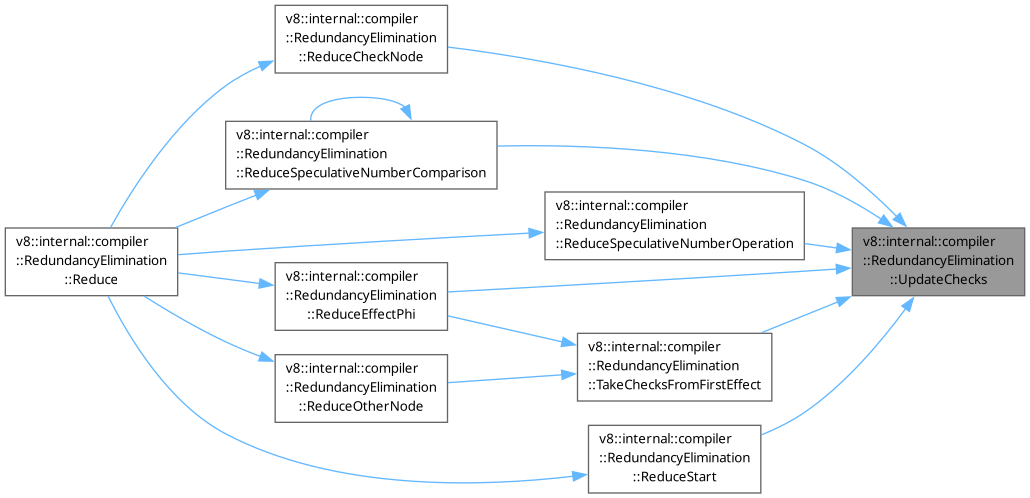 v8::internal::compiler
::RedundancyElimination
::ReduceCheckNode
v8::internal::compiler
::RedundancyElimination
::ReduceSpeculativeNumberComparison
v8::internal::compiler
::RedundancyElimination
::ReduceSpeculativeNumberOperation
v8::internal::compiler
::RedundancyElimination
::Reduce
v8::internal::compiler
::RedundancyElimination
::UpdateChecks
v8::internal::compiler
::RedundancyElimination
::ReduceEffectPhi
v8::internal::compiler
::RedundancyElimination
::TakeChecksFromFirstEffect
v8::internal::compiler
::RedundancyElimination
::ReduceOtherNode
v8::internal::compiler
::RedundancyElimination
::ReduceStart